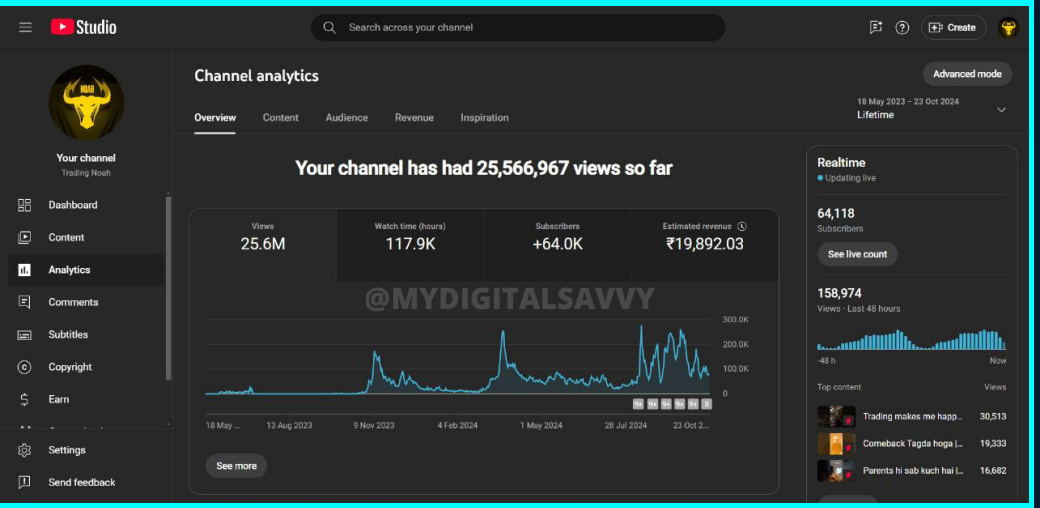 Studio
Search across your channel
Create
NOAH
Your channel
Trading Noah
Dashboard
Content
Analytics
Comments
Subtitles
Copyright
Earn
Settings
Send feedback
Channel analytics
Advanced mode
Overview
Content
Audience
Revenue
Inspiration
18 May 2023 – 23 Oct 2024
Lifetime
Your channel has had 25,566,967 views so far
Views
25.6M
Watch time (hours)
117.9K
Subscribers
+64.0K
Estimated revenue
₹19,892.03
@MYDIGITALSAVVY
300.0K
200.0K
100.0K
0
9+ 9+ 9+ 9+ 9+
18 May ...
13 Aug 2023
9 Nov 2023
4 Feb 2024
1 May 2024
28 Jul 2024
23 Oct 2...
See more
Realtime
Updating live
64,118
Subscribers
See live count
158,974
Views · Last 48 hours
-48 h
Now
Top content
Views
Trading makes me happ...
30,513
Comeback Tagda hoga |...
19,333
Parents hi sab kuch hai |...
16,682